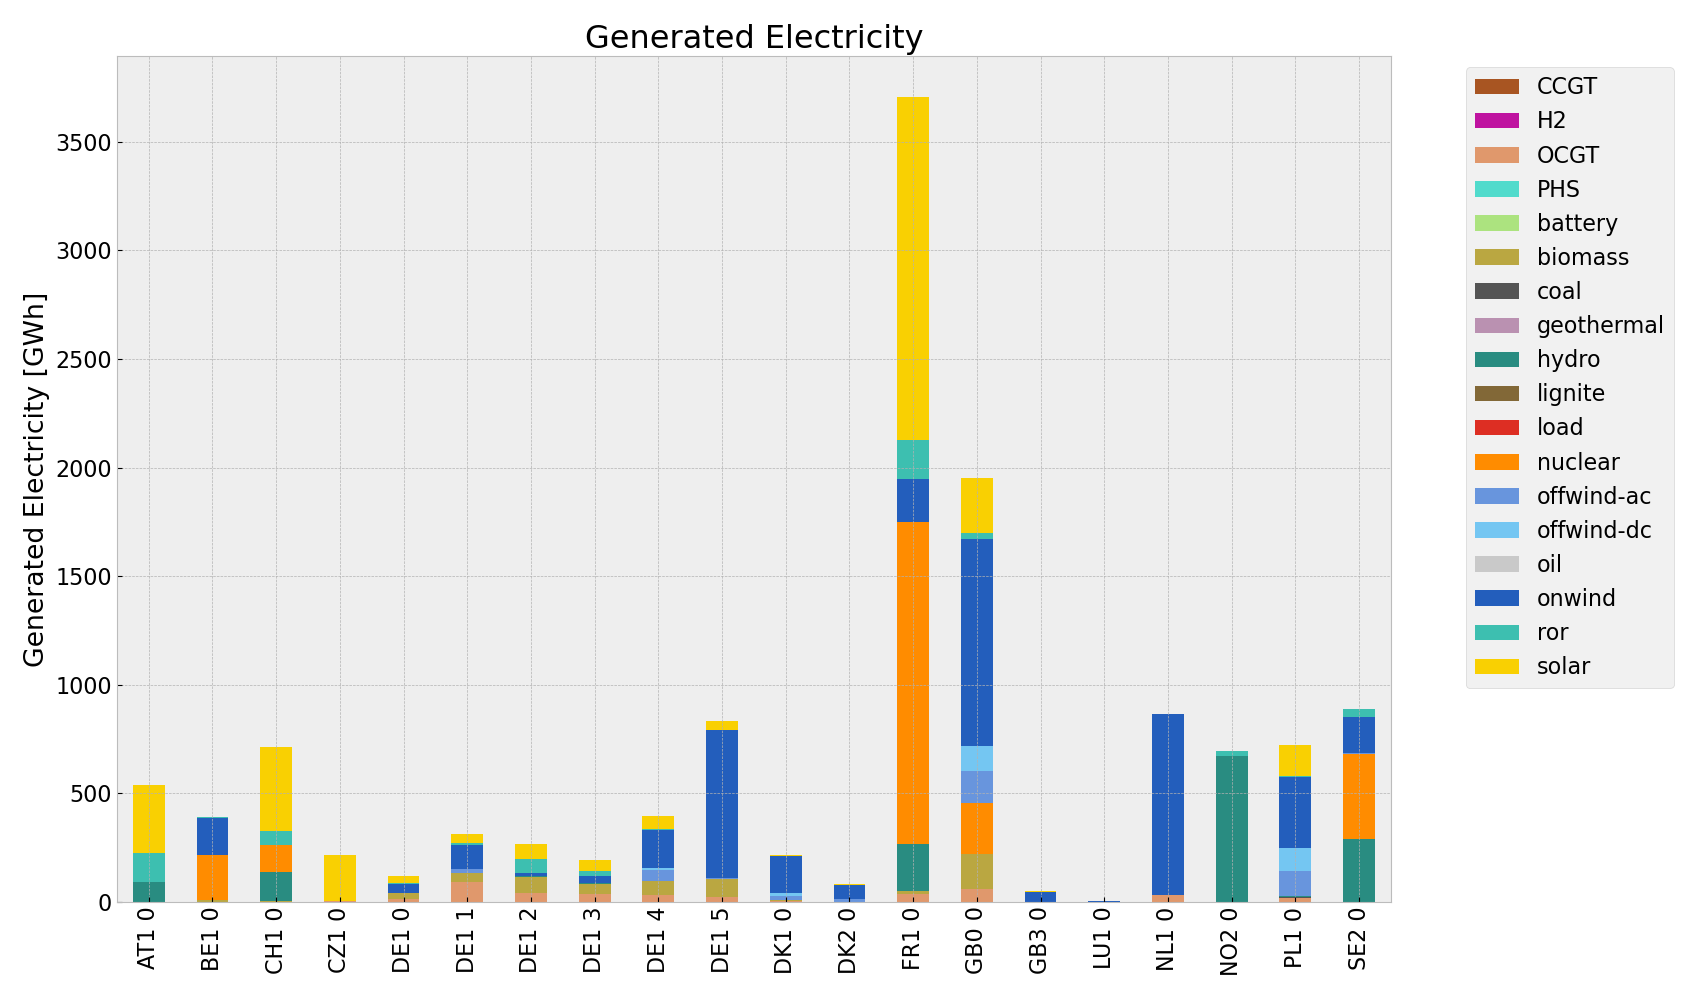 Generated Electricity
Generated Electricity [GWh]
3500
3000
2500
2000
1500
1000
500
0
AT1 0
BE1 0
CH1 0
CZ1 0
DE1 0
DE1 1
DE1 2
DE1 3
DE1 4
DE1 5
DK1 0
DK2 0
FR1 0
GB0 0
GB3 0
LU1 0
NL1 0
NO2 0
PL1 0
SE2 0
CCGT
H2
OCGT
PHS
battery
biomass
coal
geothermal
hydro
lignite
load
nuclear
offwind-ac
offwind-dc
oil
onwind
ror
solar